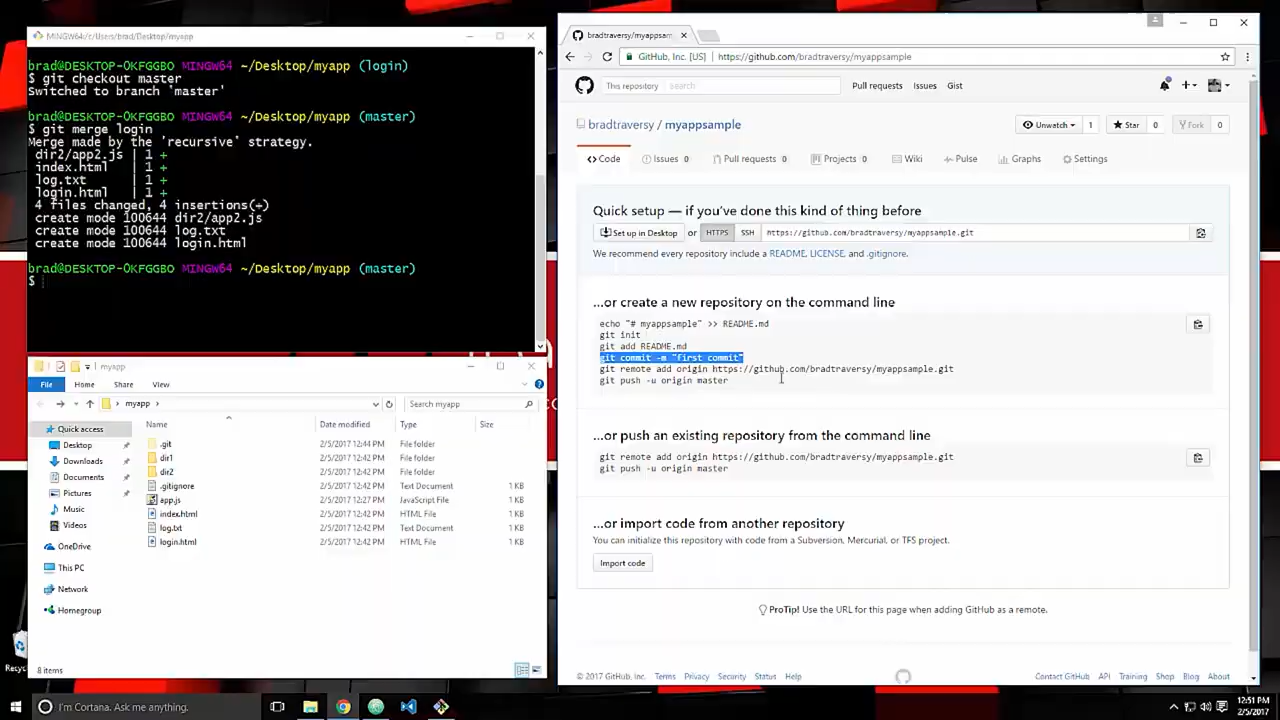 MINGW64:/c/Users/brad/Desktop/myapp
brad@DESKTOP-0KFGGBO MINGW64 ~/Desktop/myapp (login)
$ git checkout master
Switched to branch 'master'
brad@DESKTOP-0KFGGBO MINGW64 ~/Desktop/myapp (master)
$ git merge login
Merge made by the 'recursive' strategy.
dir2/app2.js | 1 +
index.html | 1 +
log.txt | 1 +
login.html | 1 +
4 files changed, 4 insertions(+)
create mode 100644 dir2/app2.js
create mode 100644 log.txt
create mode 100644 login.html
brad@DESKTOP-0KFGGBO MINGW64 ~/Desktop/myapp (master)
$
myapp
File Home Share View
myapp
Search myapp
Name Date modified Type Size
Quick access
Desktop
Downloads
Documents
Pictures
Music
Videos
OneDrive
This PC
Network
Homegroup
.git 2/5/2017 12:44 PM File folder
dir1 2/5/2017 12:42 PM File folder
dir2 2/5/2017 12:42 PM File folder
.gitignore 2/5/2017 12:42 PM Text Document 1 KB
app.js 2/5/2017 12:27 PM JavaScript File 1 KB
index.html 2/5/2017 12:42 PM HTML File 1 KB
log.txt 2/5/2017 12:42 PM Text Document 1 KB
login.html 2/5/2017 12:42 PM HTML File 1 KB
8 items
bradtraversy/myappsam
GitHub, Inc. [US] https://github.com/bradtraversy/myappsample
This repository Search Pull requests Issues Gist
bradtraversy / myappsample
Unwatch 1 Star 0 Fork 0
Code Issues 0 Pull requests 0 Projects 0 Wiki Pulse Graphs Settings
Quick setup — if you've done this kind of thing before
Set up in Desktop or HTTPS SSH https://github.com/bradtraversy/myappsample.git
We recommend every repository include a README, LICENSE, and .gitignore.
...or create a new repository on the command line
echo "# myappsample" >> README.md
git init
git add README.md
git commit -m "first commit"
git remote add origin https://github.com/bradtraversy/myappsample.git
git push -u origin master
...or push an existing repository from the command line
git remote add origin https://github.com/bradtraversy/myappsample.git
git push -u origin master
...or import code from another repository
You can initialize this repository with code from a Subversion, Mercurial, or TFS project.
Import code
ProTip! Use the URL for this page when adding GitHub as a remote.
© 2017 GitHub, Inc. Terms Privacy Security Status Help
Contact GitHub API Training Shop Blog About
I'm Cortana. Ask me anything.
12:51 PM
2/5/2017